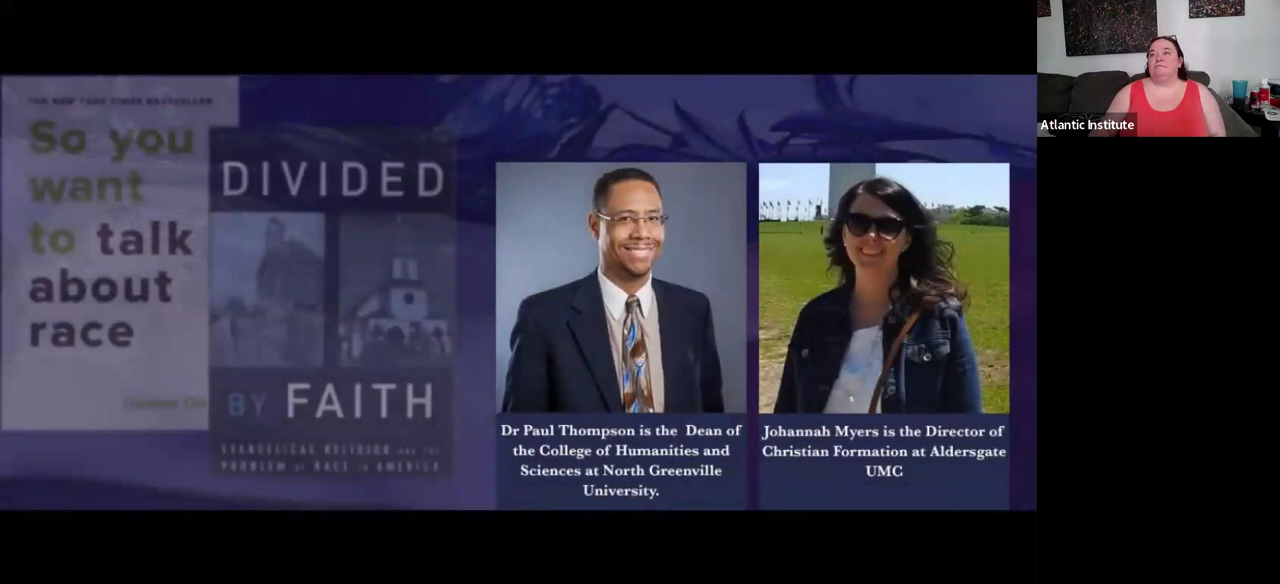 THE NEW YORK TIMES BESTSELLER
So you
want
to talk
about
race
DIVIDED
BY FAITH
EVANGELICAL RELIGION AND THE
PROBLEM OF RACE IN AMERICA
Dr Paul Thompson is the Dean of
the College of Humanities and
Sciences at North Greenville
University.
Johannah Myers is the Director of
Christian Formation at Aldersgate
UMC
Atlantic Institute